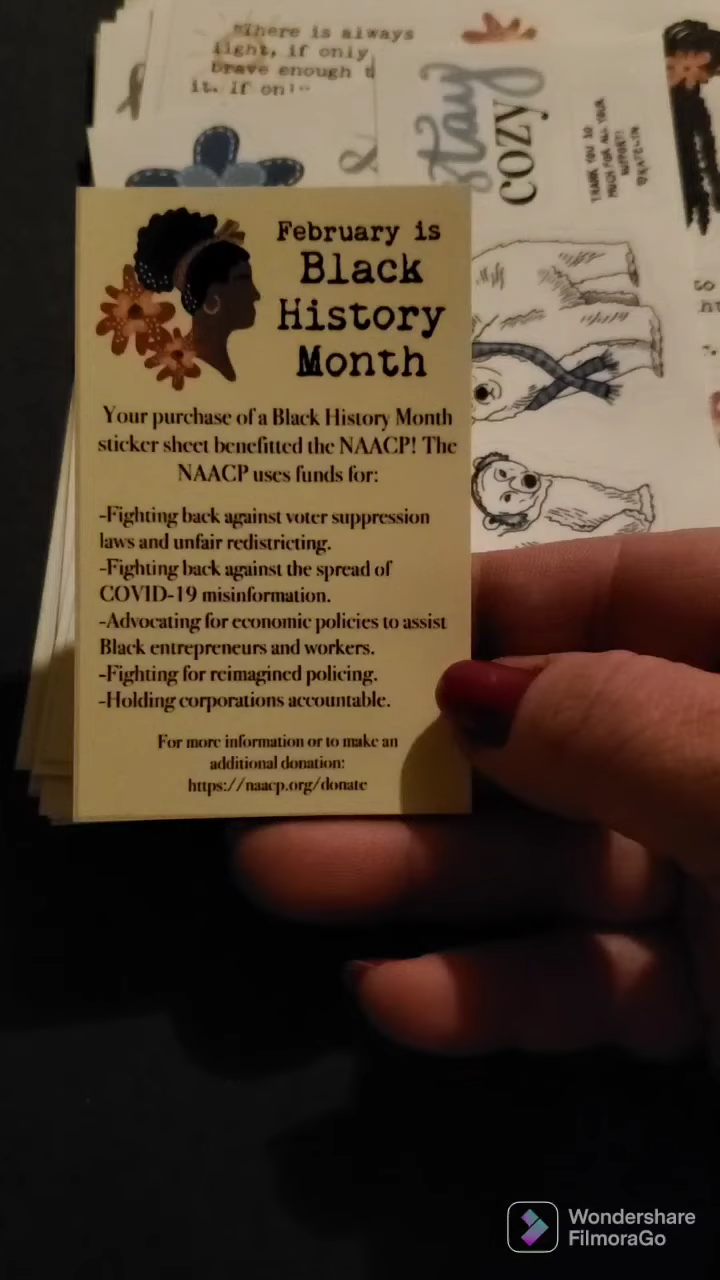 "There is always
light, if only
brave enough t
it. If on
&
stay
cozy
THANK YOU SO
MUCH FOR ALL YOUR
SUPPORT!
February is
Black
History
Month
Your purchase of a Black History Month
sticker sheet benefitted the NAACP! The
NAACP uses funds for:
-Fighting back against voter suppression
laws and unfair redistricting.
-Fighting back against the spread of
COVID-19 misinformation.
-Advocating for economic policies to assist
Black entrepreneurs and workers.
-Fighting for reimagined policing.
-Holding corporations accountable.
For more information or to make an
additional donation:
https://naacp.org/donate
to
Wondershare
FilmoraGo